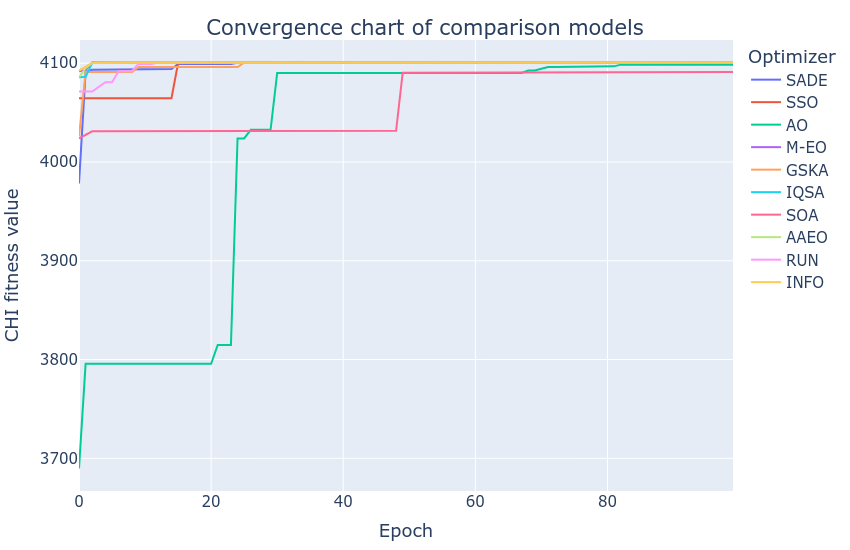 Convergence chart of comparison models
CHI fitness value
4100
4000
3900
3800
3700
0
20
40
60
80
Epoch
Optimizer
SADE
SSO
AO
M-EO
GSKA
IQSA
SOA
AAEO
RUN
INFO